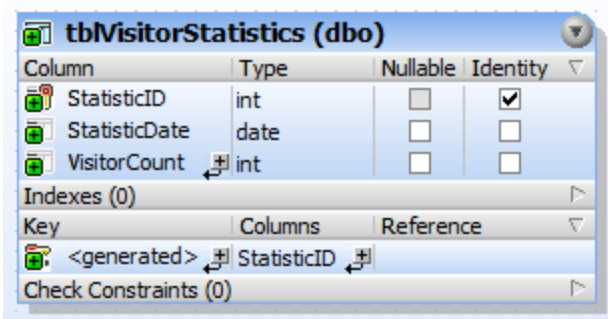 tblVisitorStatistics (dbo)
Column Type Nullable Identity
StatisticID int
StatisticDate date
VisitorCount int
Indexes (0)
Key Columns Reference
<generated> StatisticID
Check Constraints (0)